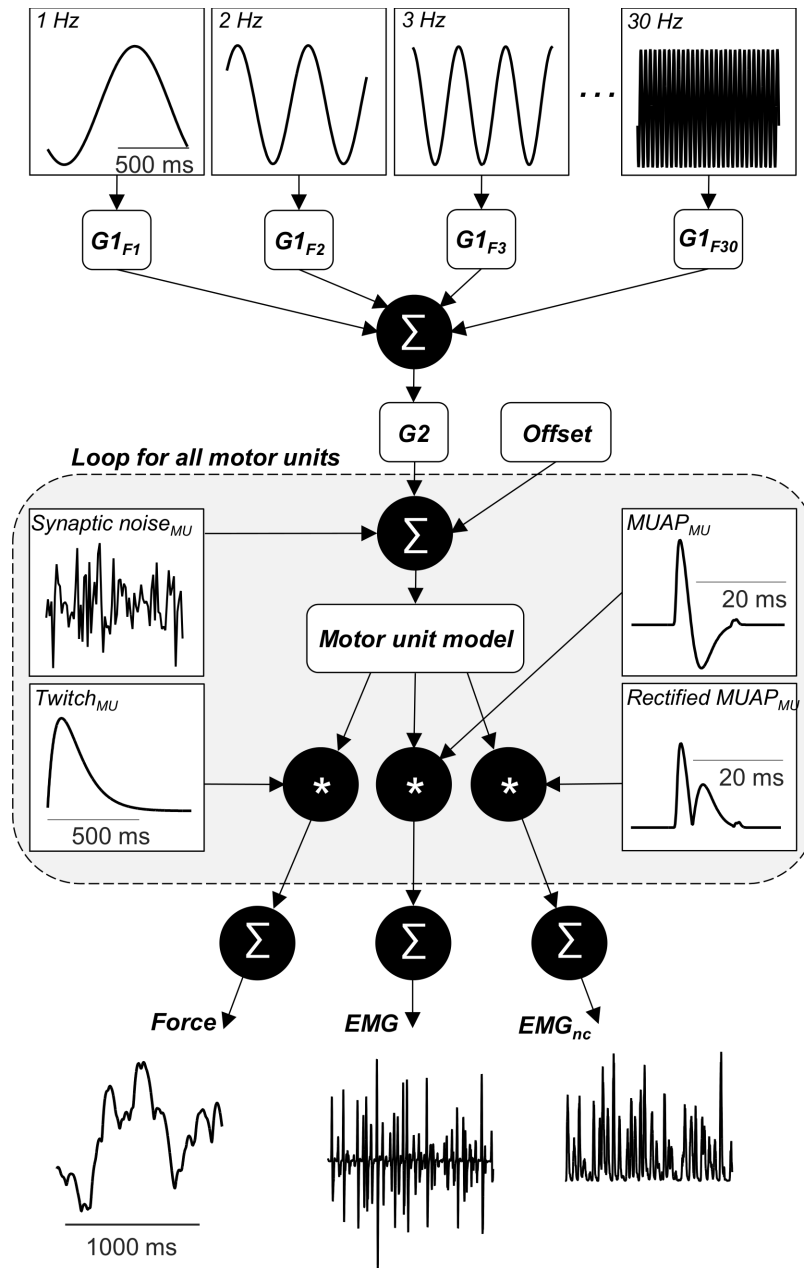 1 Hz
2 Hz
3 Hz
30 Hz
...
500 ms
G1F1
G1F2
G1F3
G1F30
Σ
G2
Offset
Loop for all motor units
Synaptic noiseMU
Σ
MUAPMU
20 ms
Motor unit model
TwitchMU
Rectified MUAPMU
20 ms
500 ms
*
*
*
Σ
Σ
Σ
Force
EMG
EMGnc
1000 ms